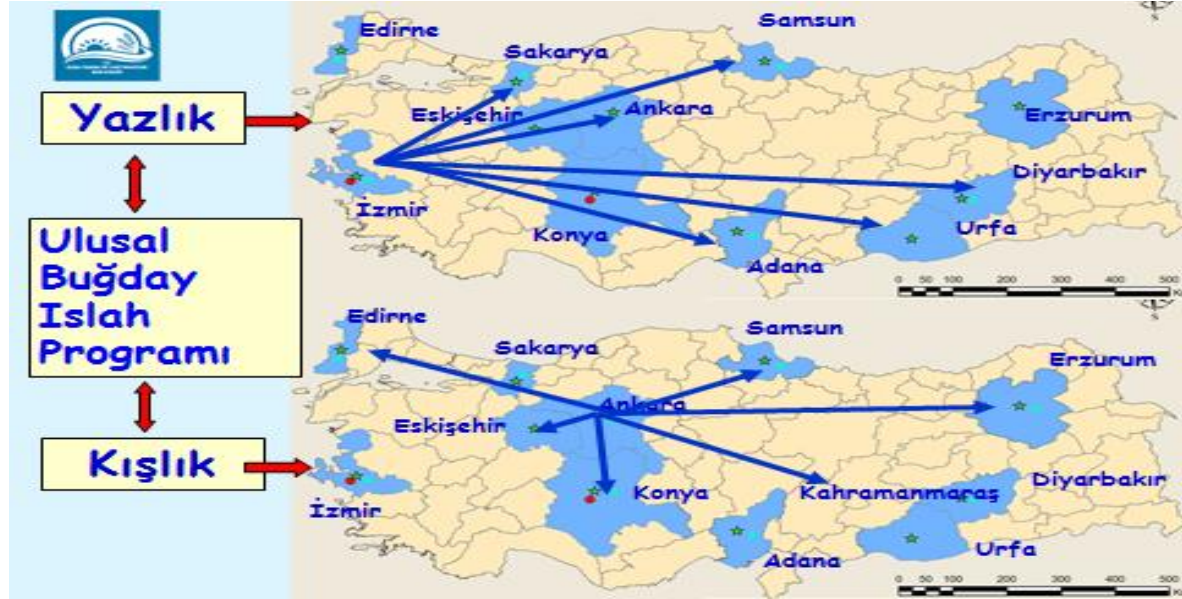 Yazlık
Ulusal
Buğday
Islah
Programı
Kışlık
Edirne
Samsun
Sakarya
Eskişehir
Ankara
Erzurum
Diyarbakır
İzmir
Konya
Urfa
Adana
0 50 100 200 300 400 500
Edirne
Samsun
Sakarya
Erzurum
Ankara
Eskişehir
Konya
Kahramanmaraş
Diyarbakır
İzmir
Adana
Urfa
0 50 100 200 300 400 500